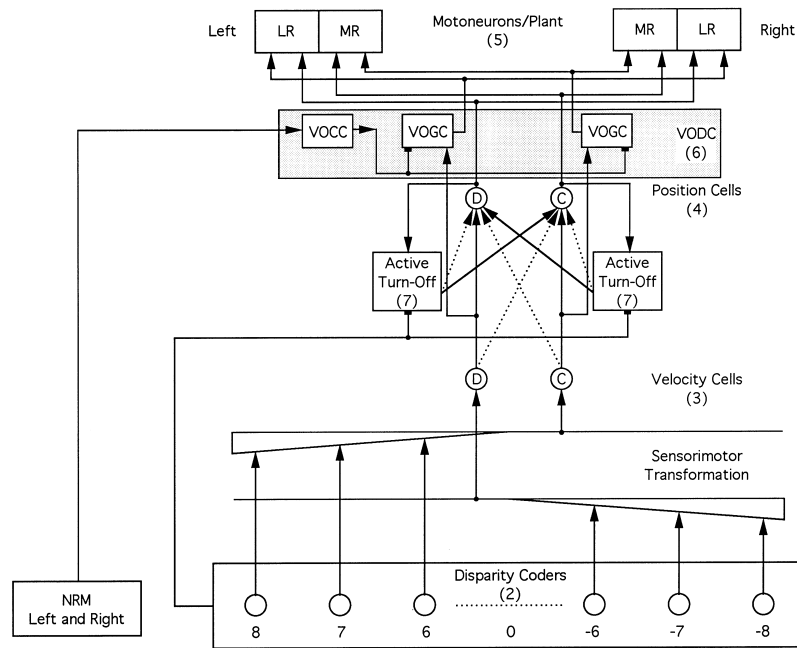 Left
LR
MR
Motoneurons/Plant
(5)
MR
LR
Right
VOCC
VOGC
VOGC
VODC
(6)
Position Cells
(4)
D
C
Active
Turn-Off
(7)
Active
Turn-Off
(7)
D
C
Velocity Cells
(3)
Sensorimotor
Transformation
Disparity Coders
(2)
NRM
Left and Right
8
7
6
0
-6
-7
-8